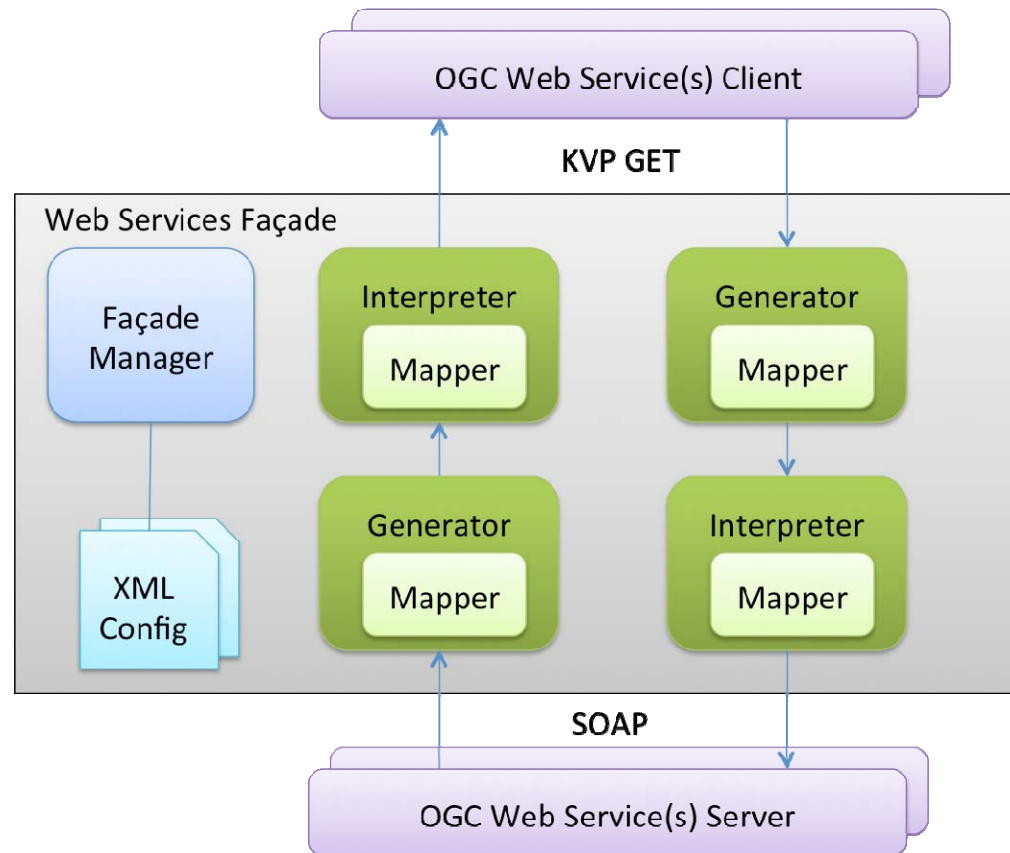 OGC Web Service(s) Client
KVP GET
Web Services Façade
Façade
Manager
Interpreter
Mapper
Generator
Mapper
Generator
Mapper
Interpreter
Mapper
XML
Config
SOAP
OGC Web Service(s) Server